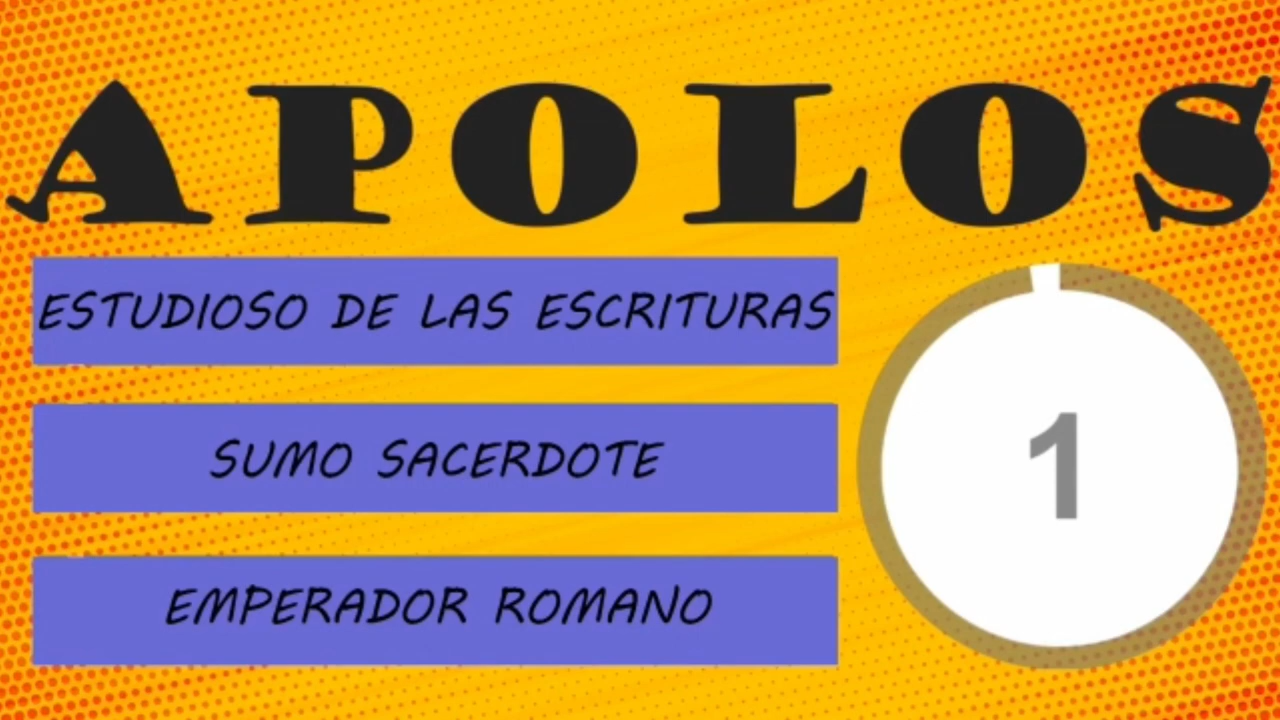 APOLOS
ESTUDIOSO DE LAS ESCRITURAS
SUMO SACERDOTE
1
EMPERADOR ROMANO